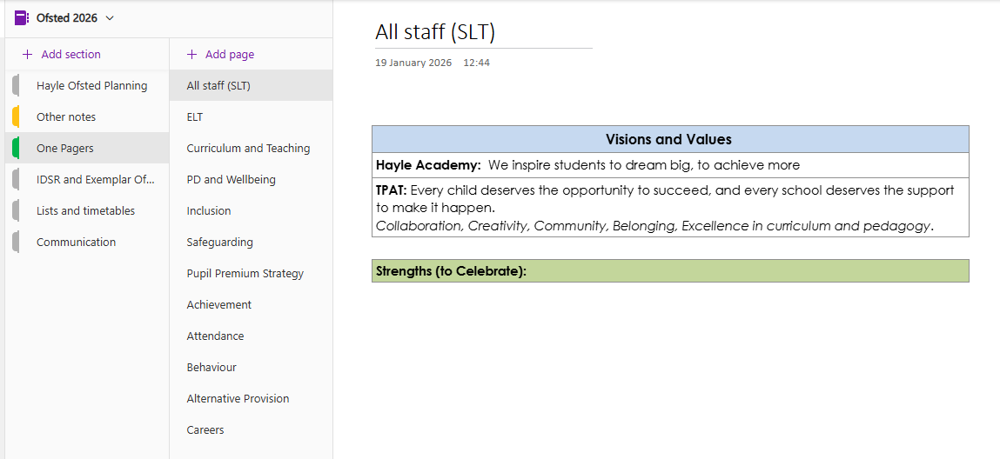 Ofsted 2026
Add section
Hayle Ofsted Planning
Other notes
One Pagers
IDSR and Exemplar Of...
Lists and timetables
Communication
Add page
All staff (SLT)
ELT
Curriculum and Teaching
PD and Wellbeing
Inclusion
Safeguarding
Pupil Premium Strategy
Achievement
Attendance
Behaviour
Alternative Provision
Careers
All staff (SLT)
19 January 2026 12:44
Visions and Values
Hayle Academy: We inspire students to dream big, to achieve more
TPAT: Every child deserves the opportunity to succeed, and every school deserves the support
to make it happen.
Collaboration, Creativity, Community, Belonging, Excellence in curriculum and pedagogy.
Strengths (to Celebrate):